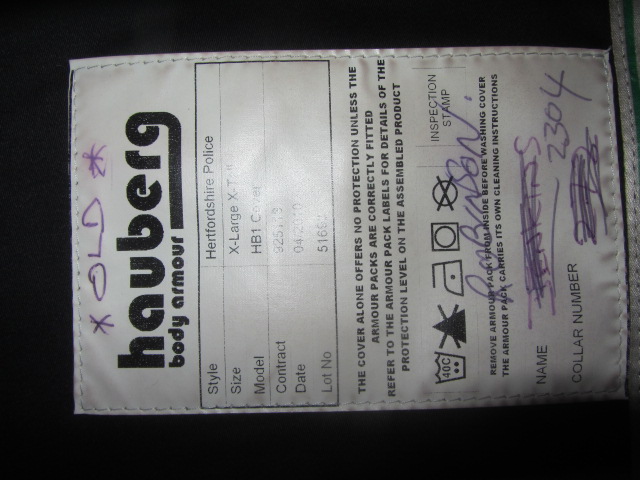 * OLD *
hauberg
body armour
Style Hertfordshire Police
Size X-Large X-T
Model HB1 Cover
Contract
Date
Lot No
THE COVER ALONE OFFERS NO PROTECTION UNLESS THE
ARMOUR PACKS ARE CORRECTLY FITTED
REFER TO THE ARMOUR PACK LABELS FOR DETAILS OF THE
PROTECTION LEVEL ON THE ASSEMBLED PRODUCT
40C
INSPECTION
STAMP
REMOVE ARMOUR PACK FROM INSIDE BEFORE WASHING COVER
THE ARMOUR PACK CARRIES ITS OWN CLEANING INSTRUCTIONS
NAME
COLLAR NUMBER 2304